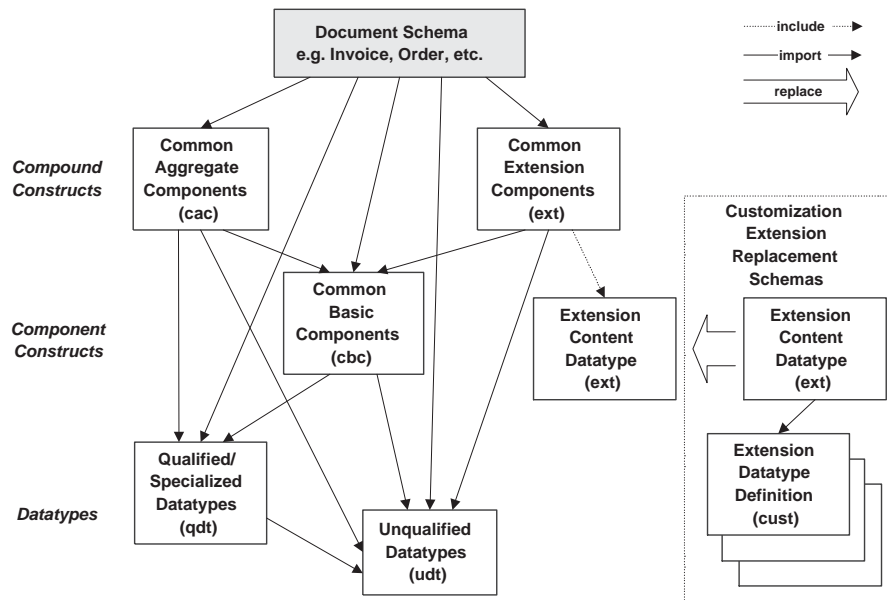 Document Schema
e.g. Invoice, Order, etc.
include
import
replace
Compound
Constructs
Common
Aggregate
Components
(cac)
Common
Extension
Components
(ext)
Customization
Extension
Replacement
Schemas
Component
Constructs
Common
Basic
Components
(cbc)
Extension
Content
Datatype
(ext)
Extension
Content
Datatype
(ext)
Datatypes
Qualified/
Specialized
Datatypes
(qdt)
Unqualified
Datatypes
(udt)
Extension
Datatype
Definition
(cust)